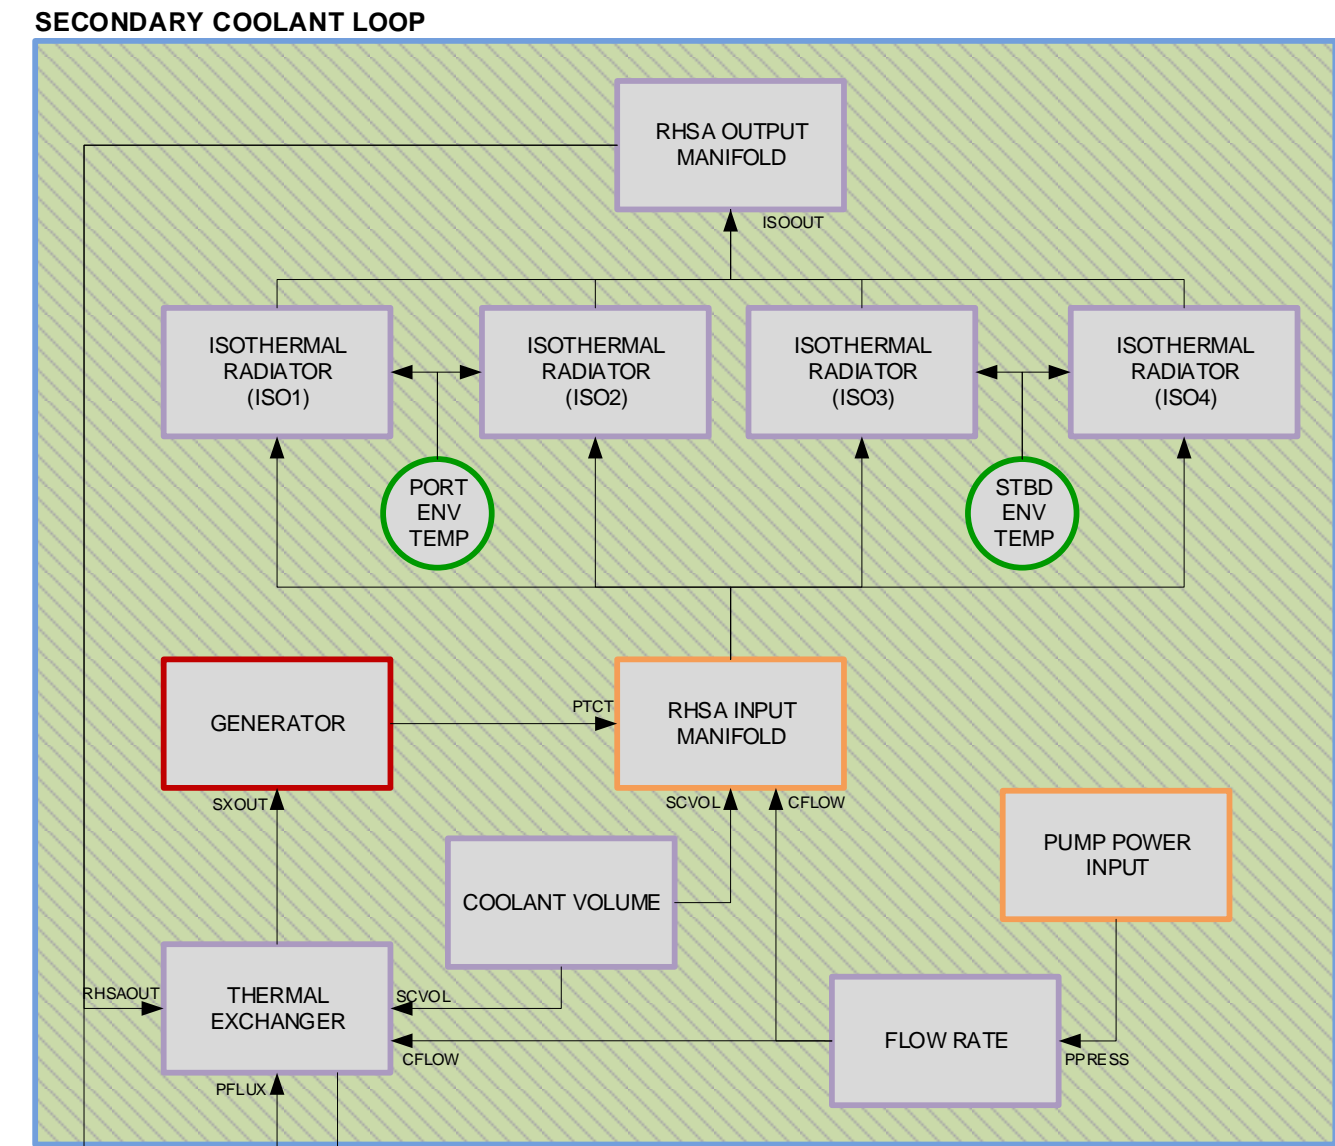 SECONDARY COOLANT LOOP
RHSA OUTPUT
MANIFOLD
ISOOUT
ISOTHERMAL
RADIATOR
(ISO1)
ISOTHERMAL
RADIATOR
(ISO2)
ISOTHERMAL
RADIATOR
(ISO3)
ISOTHERMAL
RADIATOR
(ISO4)
PORT
ENV
TEMP
STBD
ENV
TEMP
GENERATOR
PTCT
RHSA INPUT
MANIFOLD
SXOUT
SCVOL
CFLOW
PUMP POWER
INPUT
COOLANT VOLUME
RHSAOUT
THERMAL
EXCHANGER
SCVOL
CFLOW
FLOW RATE
PPRESS
PFLUX